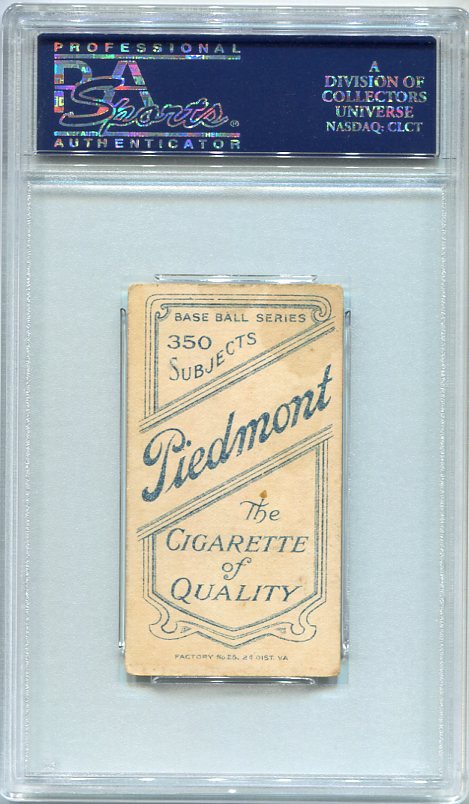 PROFESSIONAL
PSA
Sports®
AUTHENTICATOR
A
DIVISION OF
COLLECTORS
UNIVERSE
NASDAQ: CLCT
BASE BALL SERIES
350
SUBJECTS
Piedmont
The
CIGARETTE
of
QUALITY
FACTORY No 25, 2d DIST. VA